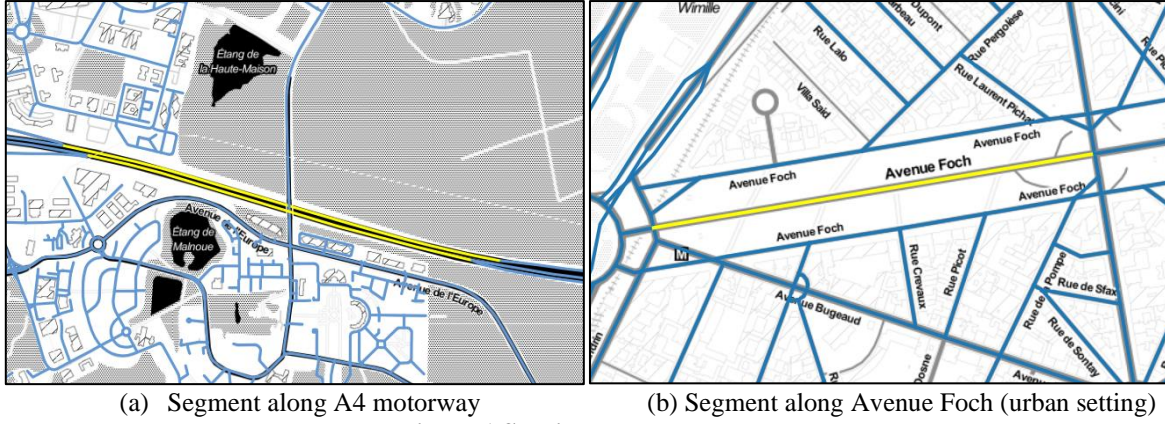 Étang de
la Haute-Maison
Avenue de l'Europe
Étang de
Malnoue
Avenue de l'Europe
Wimille
Dupont
Rue Lalo
Rue Pergolèse
Villa Saïd
Rue Laurent Pichat
Avenue Foch
Avenue Foch
Avenue Foch
Avenue Foch
Avenue Foch
M
Rue Crevaux
Rue Picot
Rue de
Pompe
Rue de Sfax
Avenue Bugeaud
Rue de Sontay
(a) Segment along A4 motorway
(b) Segment along Avenue Foch (urban setting)